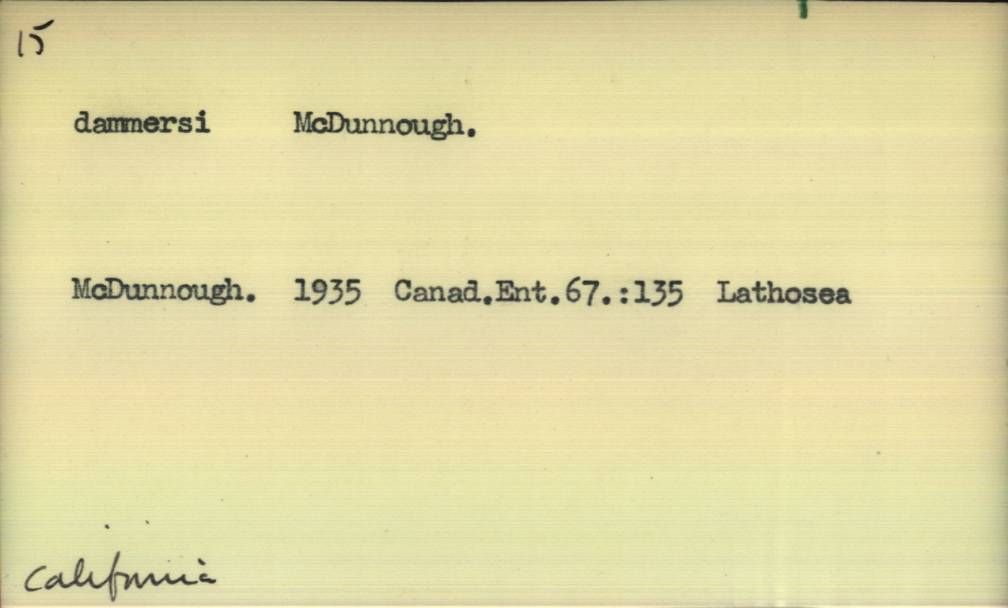 15
dammersi McDunnough.
McDunnough. 1935 Canad.Ent.67.:135 Lathosea
California